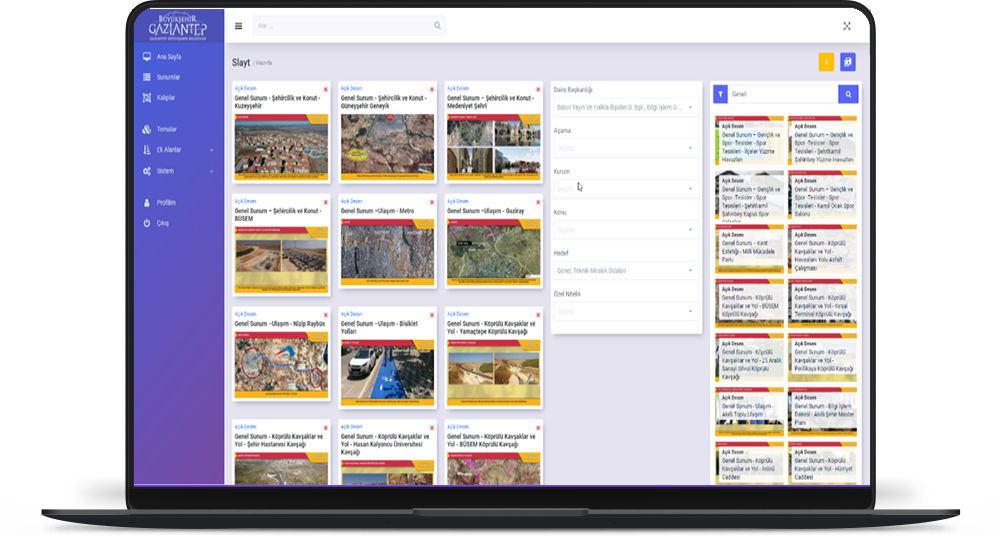 BÜYÜKŞEHİR
GAZİANTEP
GAZİANTEP BÜYÜKŞEHİR BELEDİYESİ
Ana Sayfa
Sunumlar
Kalıplar
Temalar
Ek Alanlar
Sistem
Profilim
Çıkış
Ara ...
Slayt / Hazırla
Açık Desen
Genel Sunum - Şehircilik ve Konut -
Kuzeyşehir
Açık Desen
Genel Sunum - Şehircilik ve Konut -
Güneyşehir Geneyik
Açık Desen
Genel Sunum – Şehircilik ve Konut -
Medeniyet Şehri
Açık Desen
Genel Sunum – Şehircilik ve Konut -
BÜSEM
Açık Desen
Genel Sunum –Ulaşım - Metro
Açık Desen
Genel Sunum –Ulaşım - Gaziray
Açık Desen
Genel Sunum –Ulaşım - Nizip Raybüs
Açık Desen
Genel Sunum –Ulaşım - Bisiklet
Yolları
Açık Desen
Genel Sunum - Köprülü Kavşaklar ve
Yol - Yamaçtepe Köprülü Kavşağı
Açık Desen
Genel Sunum - Köprülü Kavşaklar ve
Yol - Şehir Hastanesi Kavşağı
Açık Desen
Genel Sunum - Köprülü Kavşaklar ve
Yol - Hasan Kalyoncu Üniversitesi
Kavşağı
Açık Desen
Genel Sunum - Köprülü Kavşaklar ve
Yol - BÜSEM Köprülü Kavşağı
Daire Başkanlığı
Basın Yayın Ve Halkla İlişkiler D. Bşk., Bilgi İşlem D. ...
Aşama
Seçiniz
Kurum
Konu
Seçiniz
Hedef
Genel, Teknik Meslek Odaları
Özel Nitelik
Seçiniz
Genel
Açık Desen
Genel Sunum – Gençlik ve
Spor -Tesisler - Spor
Tesisleri - İlçeler Yüzme
Havuzları
Açık Desen
Genel Sunum – Gençlik ve
Spor -Tesisler - Spor
Tesisleri - Şehitkamil
Şahinbey Yüzme Havuzları
Açık Desen
Genel Sunum – Gençlik ve
Spor -Tesisler - Spor
Tesisleri - Şehitkamil
Şahinbey Kapalı Spor
Salonları
Açık Desen
Genel Sunum – Gençlik ve
Spor -Tesisler - Spor
Tesisleri - Kamil Ocak Spor
Salonu
Açık Desen
Genel Sunum – Kent
Estetiği - Milli Mücadele
Parkı
Açık Desen
Genel Sunum - Köprülü
Kavşaklar ve Yol -
Havaalanı Yolu Asfalt
Çalışması
Açık Desen
Genel Sunum - Köprülü
Kavşaklar ve Yol - BÜSEM
Köprülü Kavşağı
Açık Desen
Genel Sunum - Köprülü
Kavşaklar ve Yol - Kırsal
Terminal Köprülü Kavşağı
Açık Desen
Genel Sunum - Köprülü
Kavşaklar ve Yol - 25 Aralık
Sanayi Sitesi Köprülü
Kavşağı
Açık Desen
Genel Sunum - Köprülü
Kavşaklar ve Yol -
Perilikaya Köprülü Kavşağı
Açık Desen
Genel Sunum - Ulaşım -
Akıllı Toplu Ulaşım
Açık Desen
Genel Sunum - Bilgi İşlem
Dairesi - Akıllı Şehir Master
Planı
Açık Desen
Genel Sunum - Köprülü
Kavşaklar ve Yol - İnönü
Caddesi
Açık Desen
Genel Sunum - Köprülü
Kavşaklar ve Yol - Hürriyet
Caddesi